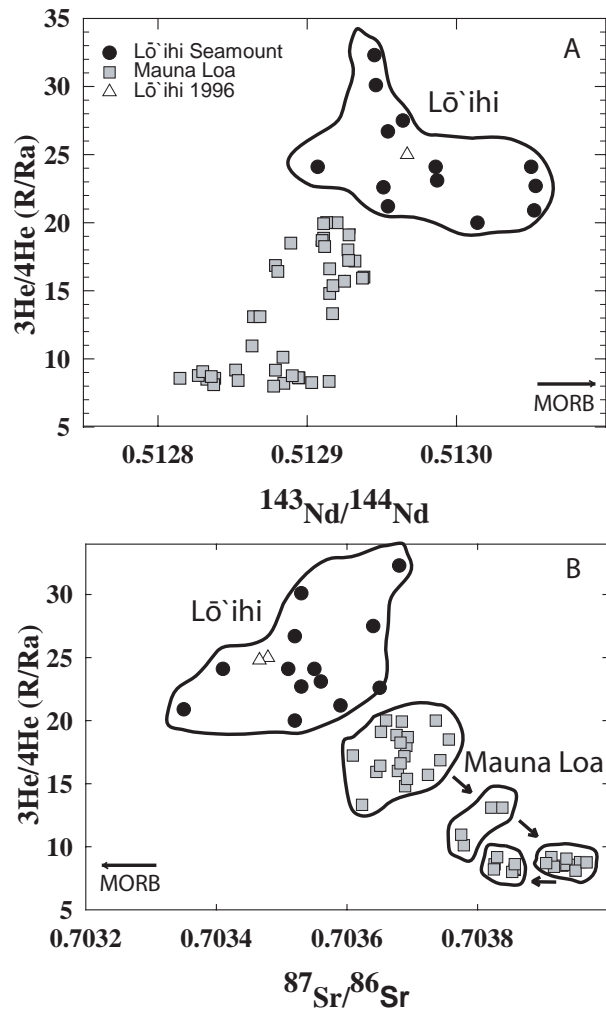 A
Lō`ihi Seamount
Mauna Loa
Lō`ihi 1996
Lō`ihi
35
30
25
20
15
10
5
3He/4He (R/Ra)
MORB
0.5128 0.5129 0.5130
143Nd/144Nd
B
Lō`ihi
Mauna Loa
30
25
20
15
10
5
3He/4He (R/Ra)
MORB
0.7032 0.7034 0.7036 0.7038
87Sr/86Sr